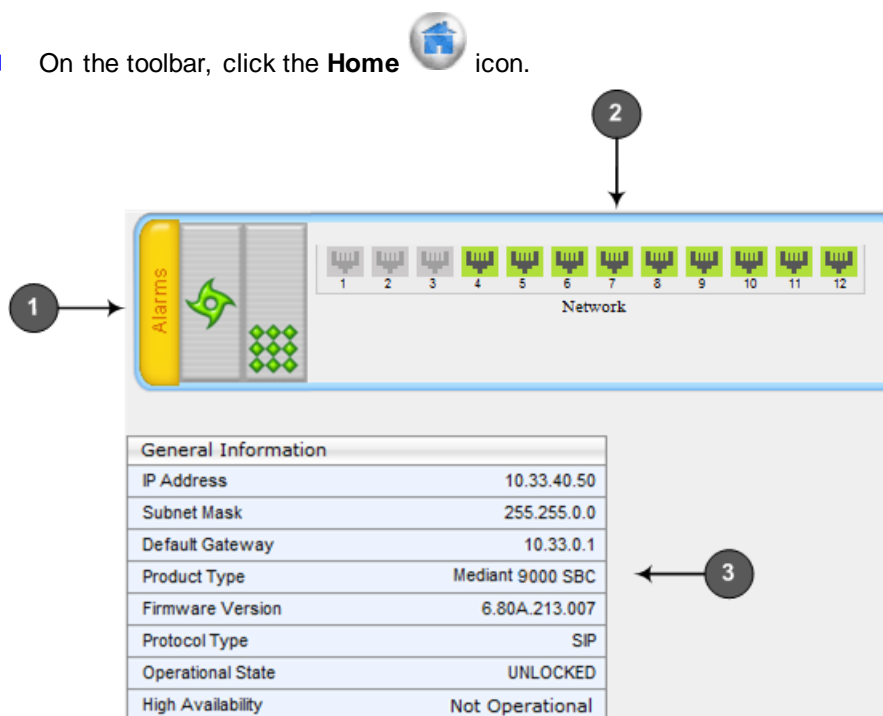 On the toolbar, click the Home icon.
2
1
Alarms
1 2 3 4 5 6 7 8 9 10 11 12
Network
General Information
IP Address 10.33.40.50
Subnet Mask 255.255.0.0
Default Gateway 10.33.0.1
Product Type Mediant 9000 SBC
3
Firmware Version 6.80A.213.007
Protocol Type SIP
Operational State UNLOCKED
High Availability Not Operational